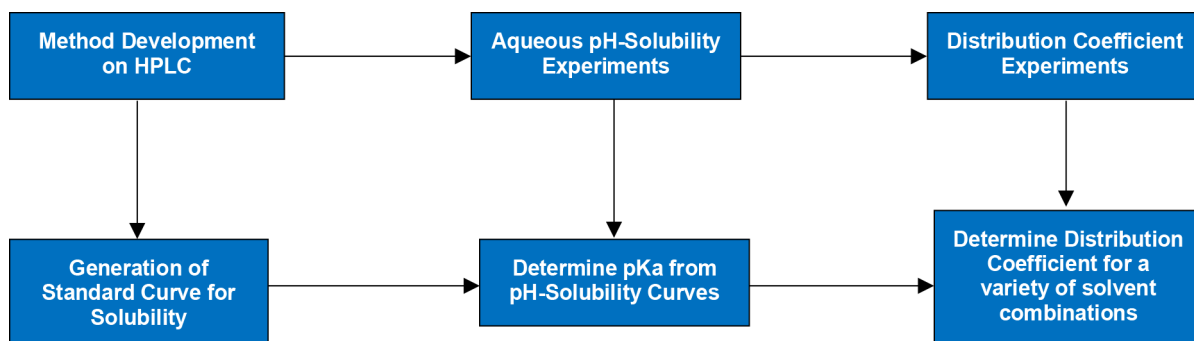 Method Development
on HPLC
Aqueous pH-Solubility
Experiments
Distribution Coefficient
Experiments
Generation of
Standard Curve for
Solubility
Determine pKa from
pH-Solubility Curves
Determine Distribution
Coefficient for a
variety of solvent
combinations